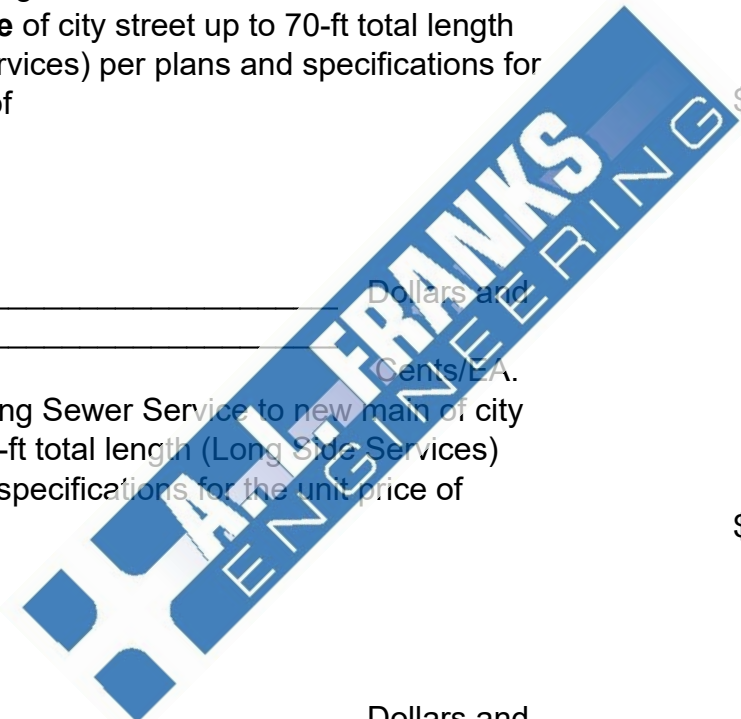 e of city street up to 70-ft total length
rvices) per plans and specifications for
of
$
Dollars and
Cents/EA.
ng Sewer Service to new main of city
-ft total length (Long Side Services)
specifications for the unit price of
$
Dollars and
A.L. FRANKS
ENGINEERING